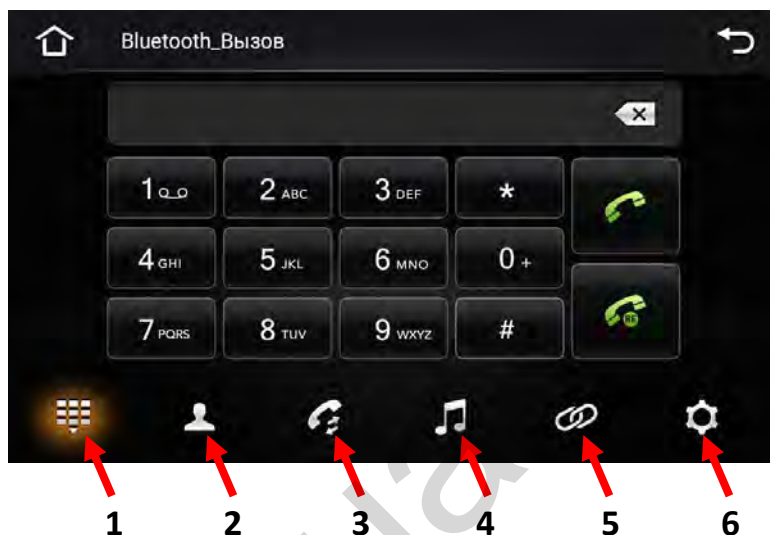 Bluetooth_Вызов
1 2 ABC 3 DEF *
4 GHI 5 JKL 6 MNO 0 +
7 PQRS 8 TUV 9 WXYZ # RE
1 2 3 4 5 6